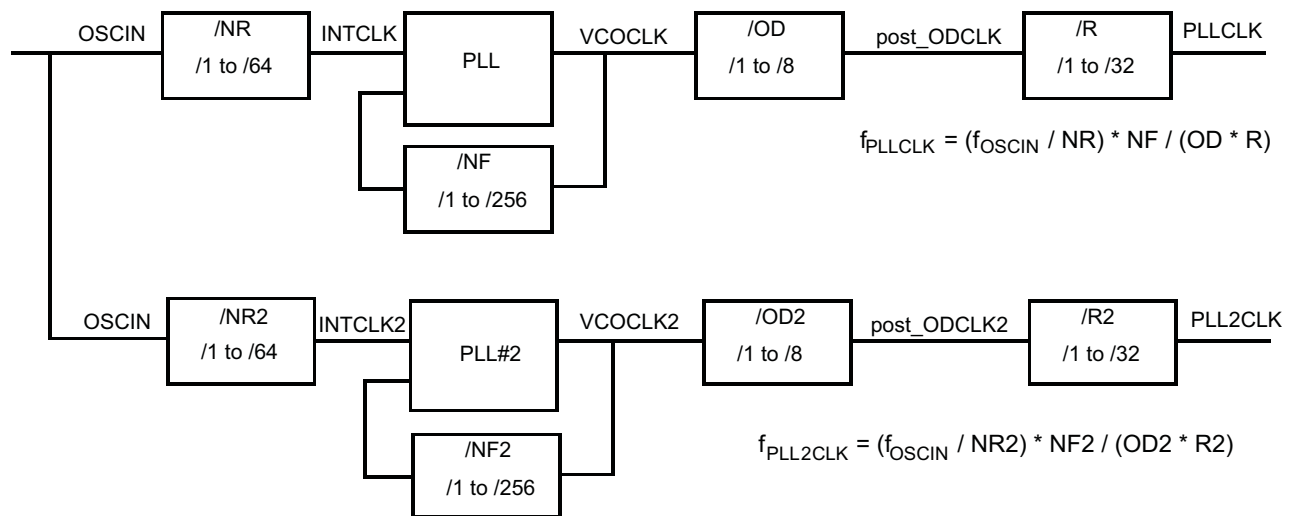 OSCIN
/NR
/1 to /64
INTCLK
PLL
VCOCLK
/OD
/1 to /8
post_ODCLK
/R
/1 to /32
PLLCLK
/NF
/1 to /256
fPLLCLK = (fOSCIN / NR) * NF / (OD * R)
OSCIN
/NR2
/1 to /64
INTCLK2
PLL#2
VCOCLK2
/OD2
/1 to /8
post_ODCLK2
/R2
/1 to /32
PLL2CLK
/NF2
/1 to /256
fPLL2CLK = (fOSCIN / NR2) * NF2 / (OD2 * R2)